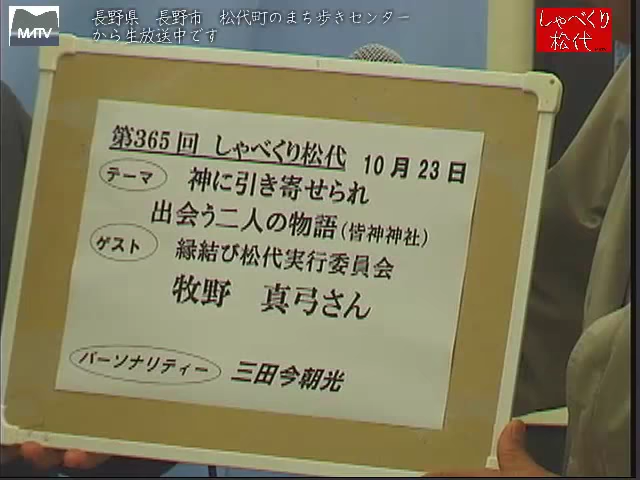 長野県　長野市　松代町のまち歩きセンター
から生放送中です
MATV
しゃべくり
松代
第365回 しゃべくり松代 10月23日
テーマ 神に引き寄せられ
出会う二人の物語(皆神神社)
ゲスト 縁結び松代実行委員会
牧野　真弓さん
パーソナリティー 三田今朝光